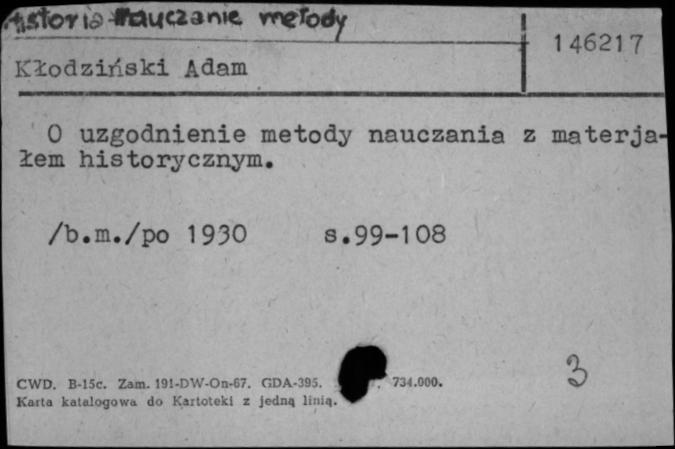 Historia - Nauczanie metody
146217
Kłodziński Adam
O uzgodnienie metody nauczania z materja-
łem historycznym.
/b.m./po 1930 s.99-108
3
CWD. B-15c. Zam. 191-DW-On-67. GDA-395. 734.000.
Karta katalogowa do Kartoteki z jedną linią.